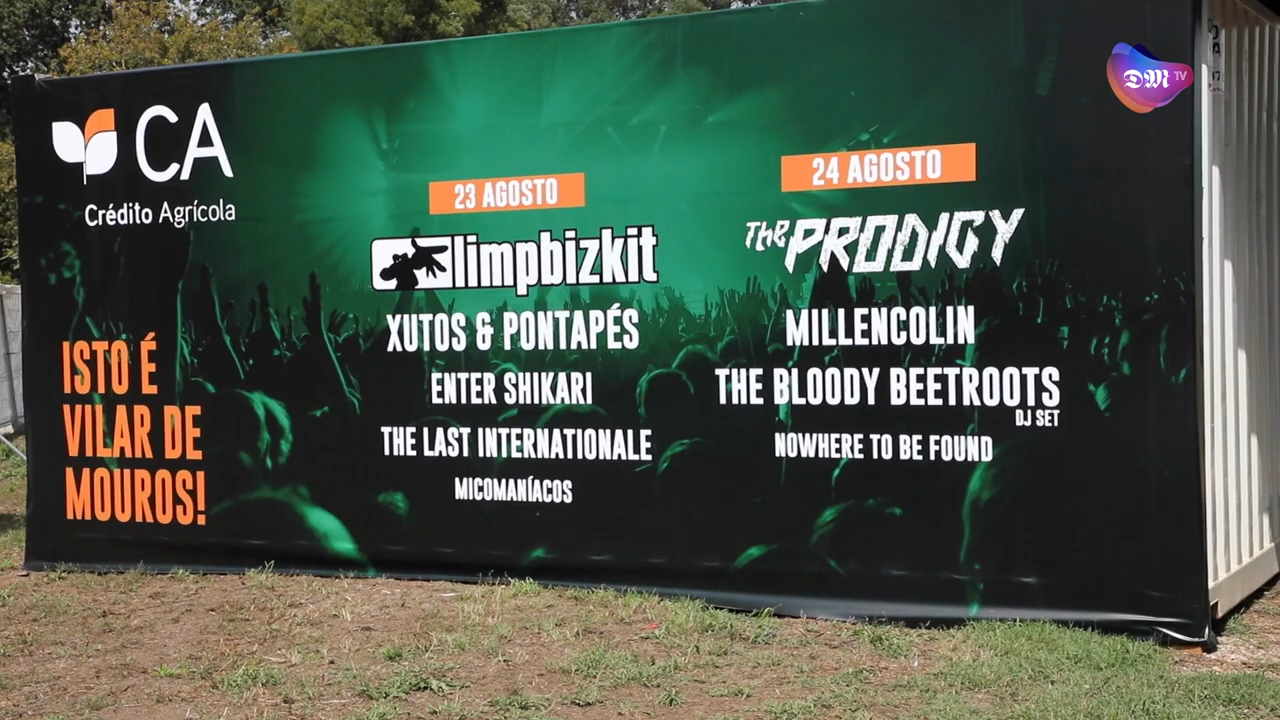 CA
Crédito Agrícola
ISTO É
VILAR DE
MOUROS!
23 AGOSTO
limpbizkit
XUTOS & PONTAPÉS
ENTER SHIKARI
THE LAST INTERNATIONALE
MICOMANÍACOS
24 AGOSTO
THE PRODIGY
MILLENCOLIN
THE BLOODY BEETROOTS
DJ SET
NOWHERE TO BE FOUND
DM TV